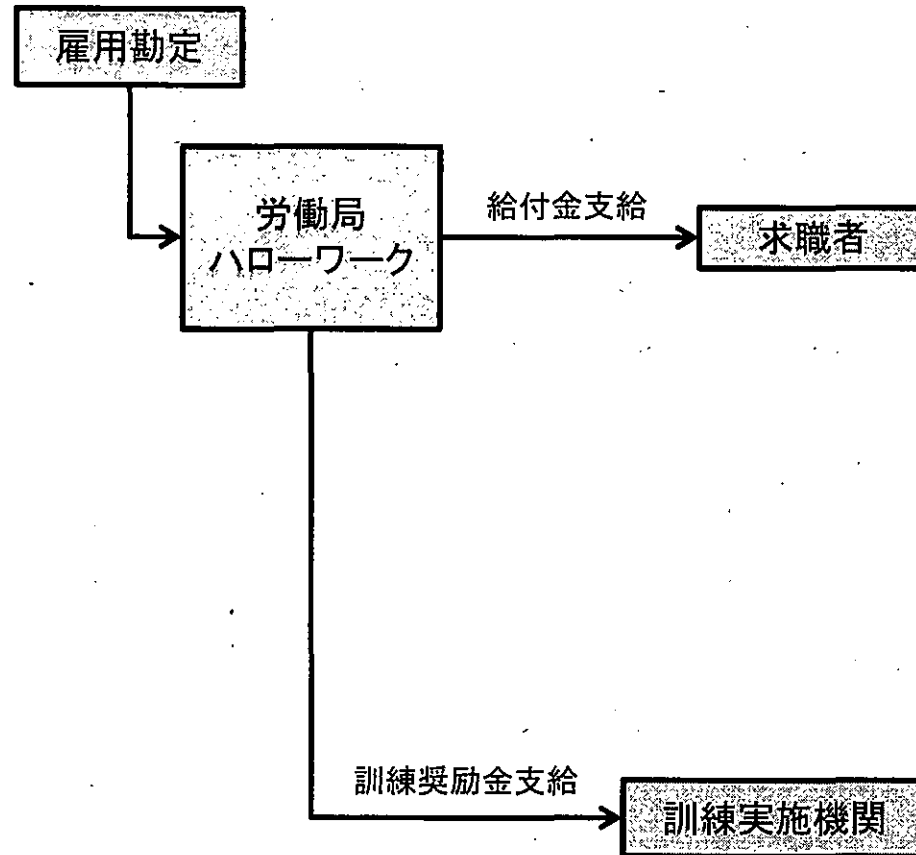 雇用勘定
労働局
ハローワーク
給付金支給
求職者
訓練奨励金支給
訓練実施機関